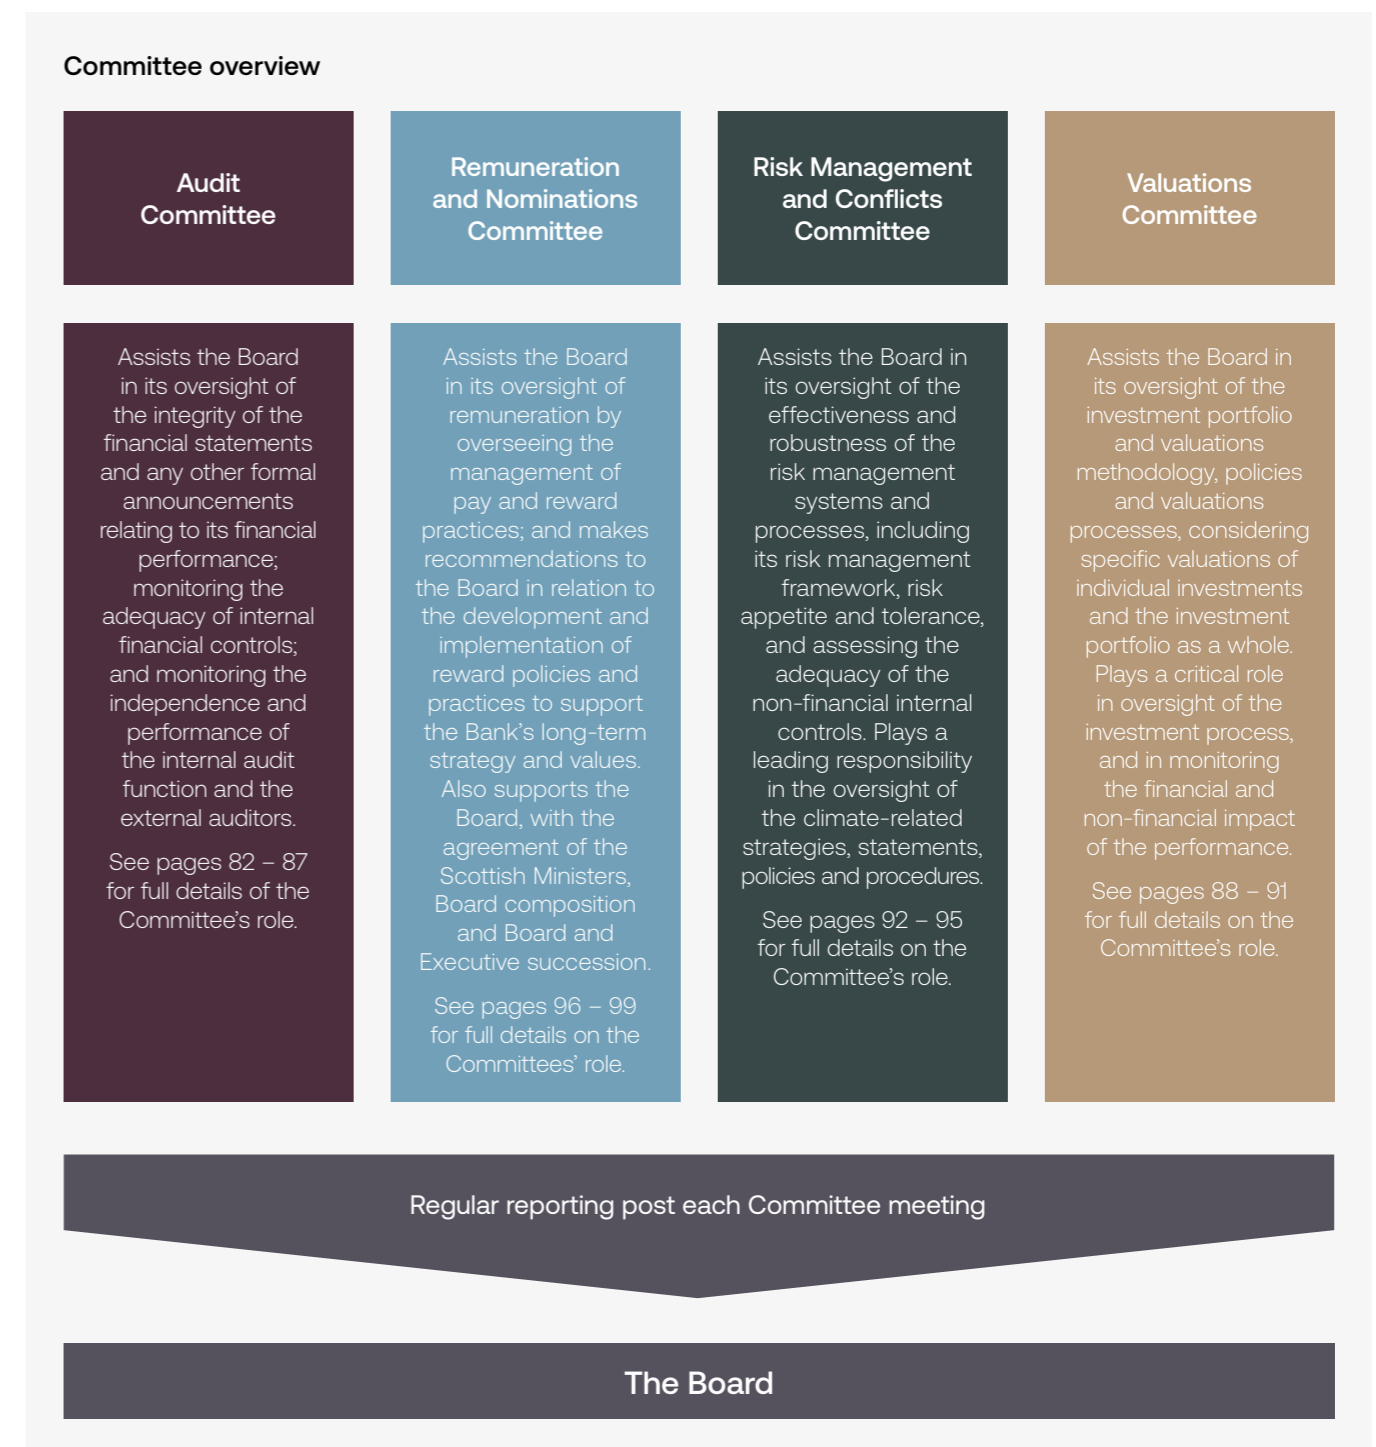 Committee overview
Audit
Committee
Assists the Board
in its oversight of
the integrity of the
financial statements
and any other formal
announcements
relating to its financial
performance;
monitoring the
adequacy of internal
financial controls;
and monitoring the
independence and
performance of
the internal audit
function and the
external auditors.
See pages 82 – 87
for full details of the
Committee’s role.
Remuneration
and Nominations
Committee
Assists the Board
in its oversight of
remuneration by
overseeing the
management of
pay and reward
practices; and makes
recommendations to
the Board in relation to
the development and
implementation of
reward policies and
practices to support
the Bank’s long-term
strategy and values.
Also supports the
Board, with the
agreement of the
Scottish Ministers,
Board composition
and Board and
Executive succession.
See pages 96 – 99
for full details on the
Committees’ role.
Risk Management
and Conflicts
Committee
Assists the Board in
its oversight of the
effectiveness and
robustness of the
risk management
systems and
processes, including
its risk management
framework, risk
appetite and tolerance,
and assessing the
adequacy of the
non-financial internal
controls. Plays a
leading responsibility
in the oversight of
the climate-related
strategies, statements,
policies and procedures.
See pages 92 – 95
for full details on the
Committee’s role.
Valuations
Committee
Assists the Board in
its oversight of the
investment portfolio
and valuations
methodology, policies
and valuations
processes, considering
specific valuations of
individual investments
and the investment
portfolio as a whole.
Plays a critical role
in oversight of the
investment process,
and in monitoring
the financial and
non-financial impact
of the performance.
See pages 88 – 91
for full details on the
Committee’s role.
Regular reporting post each Committee meeting
The Board